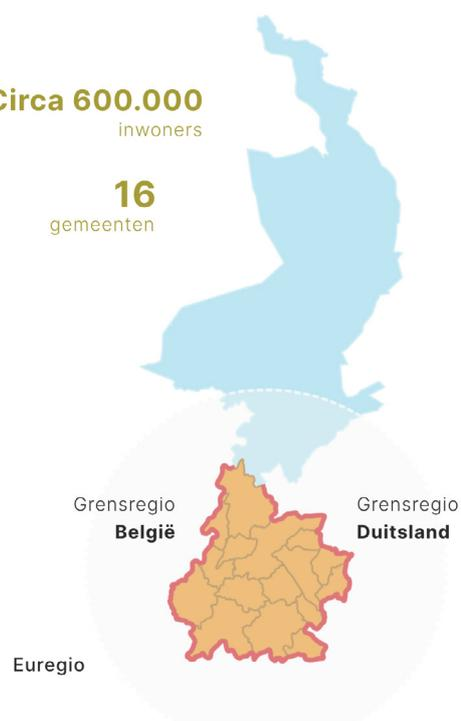 Circa 600.000
inwoners
16
gemeenten
Grensregio
België
Grensregio
Duitsland
Euregio